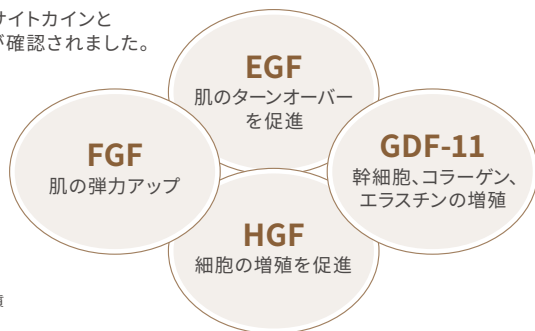 サイトカインと
が確認されました。
EGF
肌のターンオーバー
を促進
FGF
肌の弾力アップ
GDF-11
幹細胞、コラーゲン、
エラスチンの増殖
HGF
細胞の増殖を促進